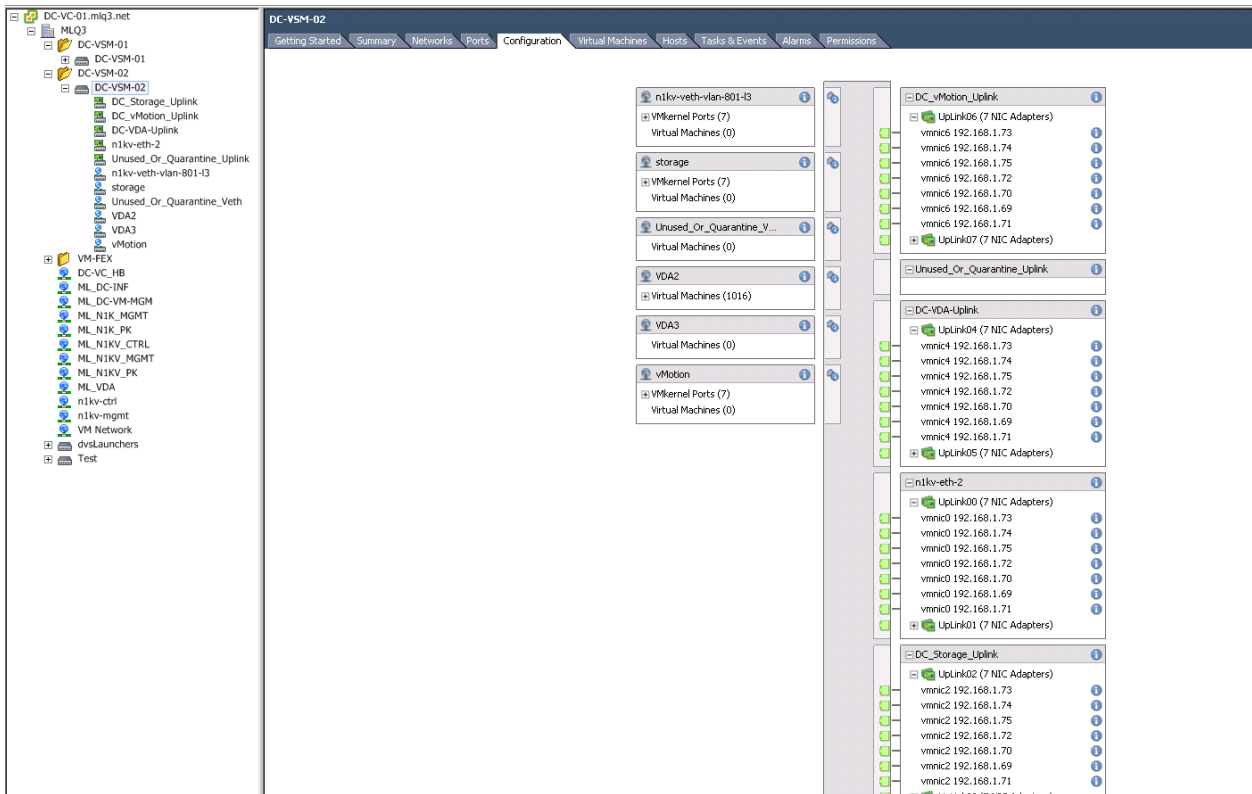 DC-VC-01.mlq3.net
MLQ3
DC-VSM-01
DC-VSM-01
DC-VSM-02
DC-VSM-02
DC_Storage_Uplink
DC_vMotion_Uplink
DC-VDA-Uplink
n1kv-eth-2
Unused_Or_Quarantine_Uplink
n1kv-veth-vlan-801-l3
storage
Unused_Or_Quarantine_Veth
VDA2
VDA3
vMotion
VM-FEX
DC-VC_HB
ML_DC-INF
ML_DC-VM-MGM
ML_N1K_MGMT
ML_N1K_PK
ML_N1KV_CTRL
ML_N1KV_MGMT
ML_N1KV_PK
ML_VDA
n1kv-ctrl
n1kv-mgmt
VM Network
dvsLaunchers
Test
DC-VSM-02
Getting Started Summary Networks Ports Configuration Virtual Machines Hosts Tasks & Events Alarms Permissions
n1kv-veth-vlan-801-l3
VMkernel Ports (7)
Virtual Machines (0)
storage
VMkernel Ports (7)
Virtual Machines (0)
Unused_Or_Quarantine_V...
Virtual Machines (0)
VDA2
Virtual Machines (1016)
VDA3
Virtual Machines (0)
vMotion
VMkernel Ports (7)
Virtual Machines (0)
DC_vMotion_Uplink
UpLink06 (7 NIC Adapters)
vmnic6 192.168.1.73
vmnic6 192.168.1.74
vmnic6 192.168.1.75
vmnic6 192.168.1.72
vmnic6 192.168.1.70
vmnic6 192.168.1.69
vmnic6 192.168.1.71
UpLink07 (7 NIC Adapters)
Unused_Or_Quarantine_Uplink
DC-VDA-Uplink
UpLink04 (7 NIC Adapters)
vmnic4 192.168.1.73
vmnic4 192.168.1.74
vmnic4 192.168.1.75
vmnic4 192.168.1.72
vmnic4 192.168.1.70
vmnic4 192.168.1.69
vmnic4 192.168.1.71
UpLink05 (7 NIC Adapters)
n1kv-eth-2
UpLink00 (7 NIC Adapters)
vmnic0 192.168.1.73
vmnic0 192.168.1.74
vmnic0 192.168.1.75
vmnic0 192.168.1.72
vmnic0 192.168.1.70
vmnic0 192.168.1.69
vmnic0 192.168.1.71
UpLink01 (7 NIC Adapters)
DC_Storage_Uplink
UpLink02 (7 NIC Adapters)
vmnic2 192.168.1.73
vmnic2 192.168.1.74
vmnic2 192.168.1.75
vmnic2 192.168.1.72
vmnic2 192.168.1.70
vmnic2 192.168.1.69
vmnic2 192.168.1.71